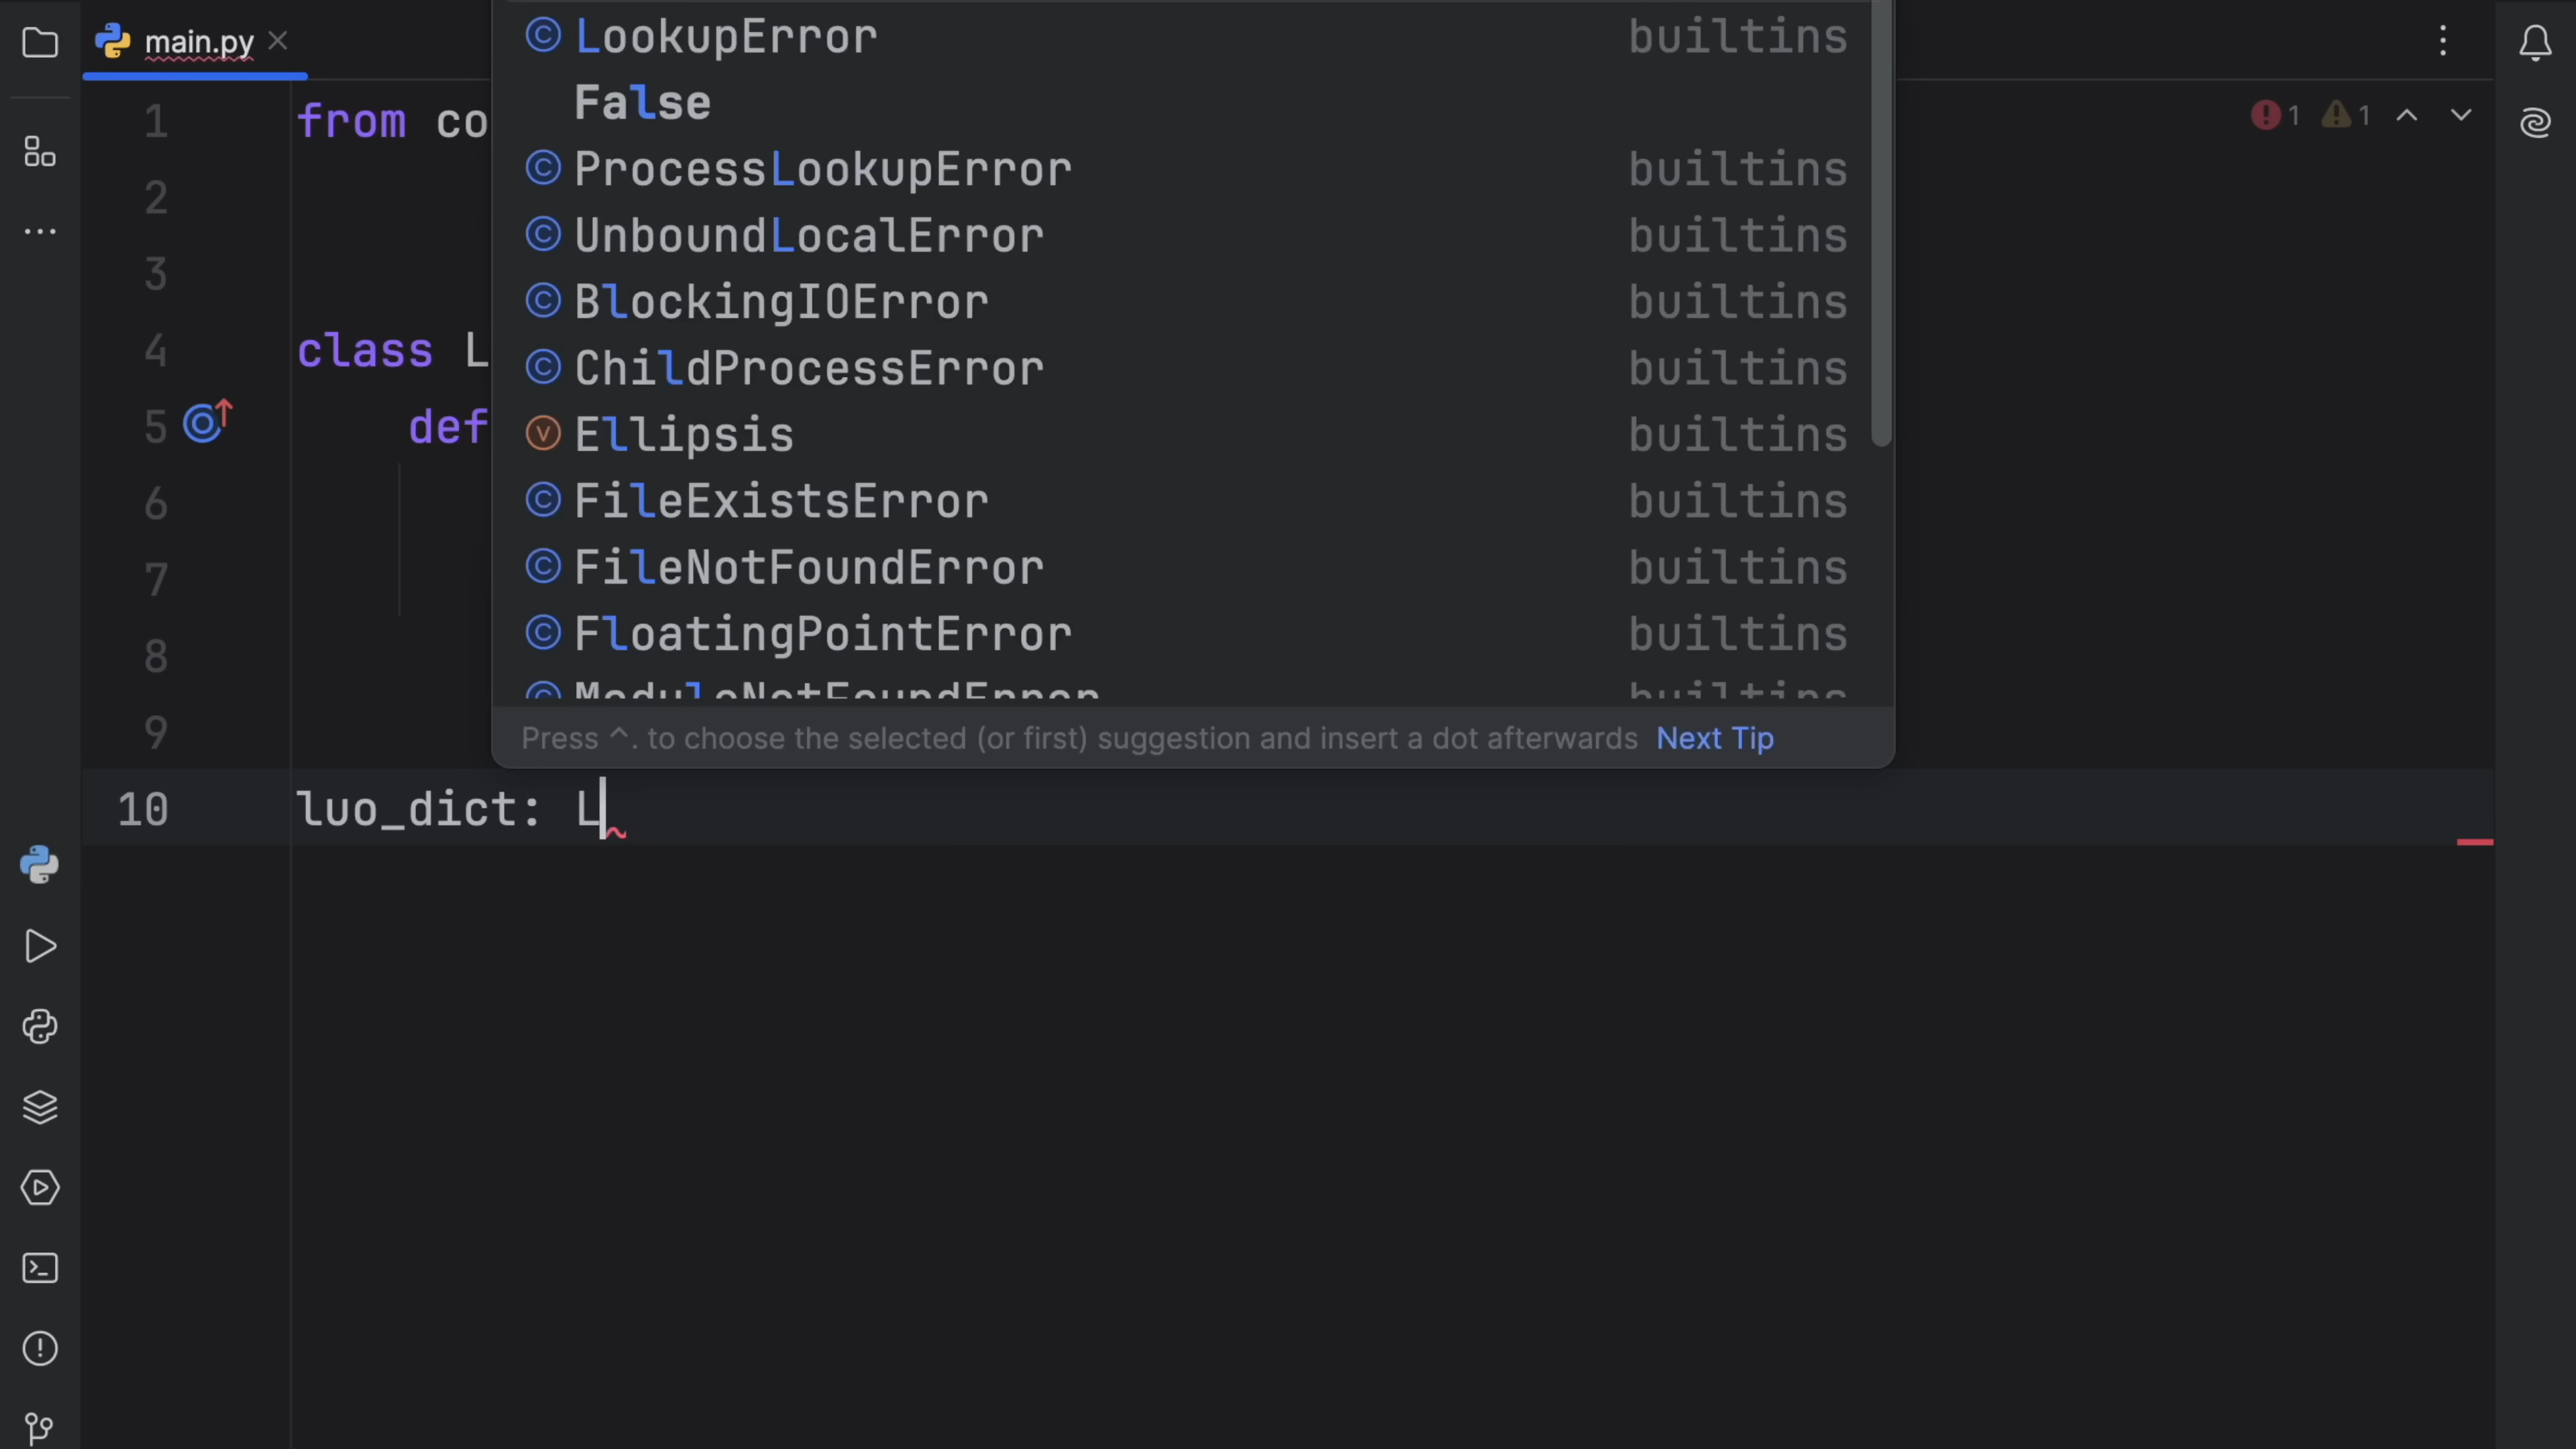 main.py
LookupError builtins
False
ProcessLookupError builtins
UnboundLocalError builtins
BlockingIOError builtins
ChildProcessError builtins
Ellipsis builtins
FileExistsError builtins
FileNotFoundError builtins
FloatingPointError builtins
ModuleNotFoundError builtins
Press ^. to choose the selected (or first) suggestion and insert a dot afterwards Next Tip
1 1
1 from co
2
3
4 class L
5 def
6
7
8
9
10 luo_dict: L